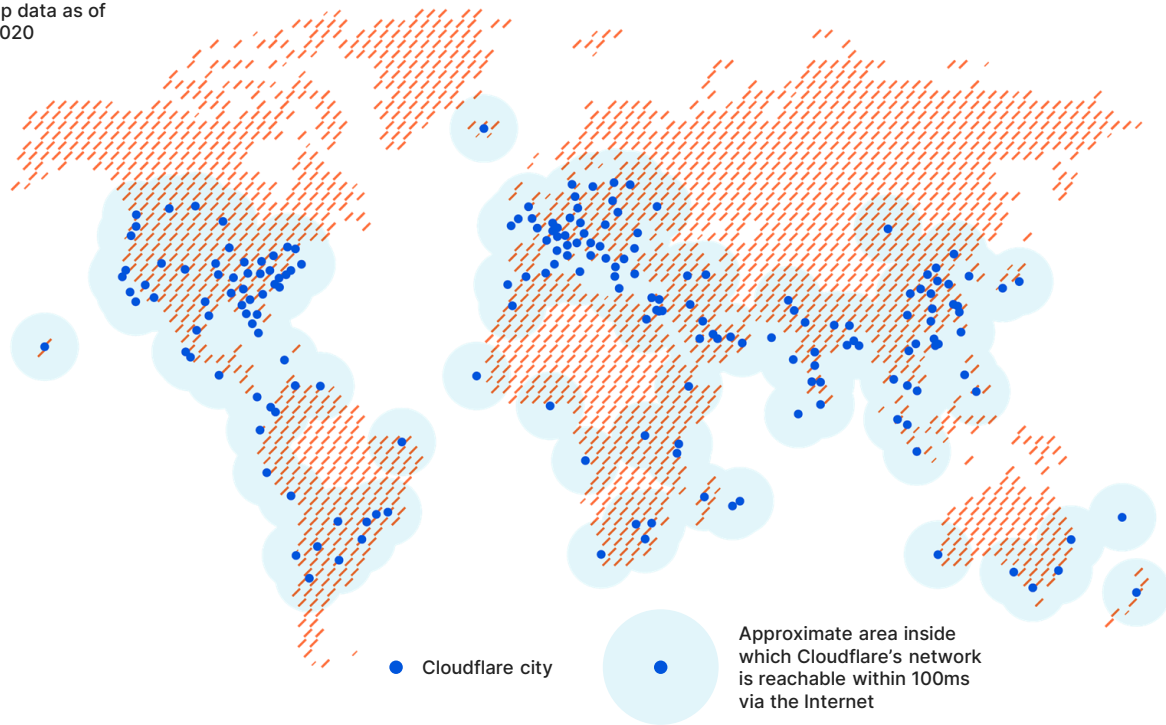 p data as of
020
Cloudflare city
Approximate area inside
which Cloudflare's network
is reachable within 100ms
via the Internet